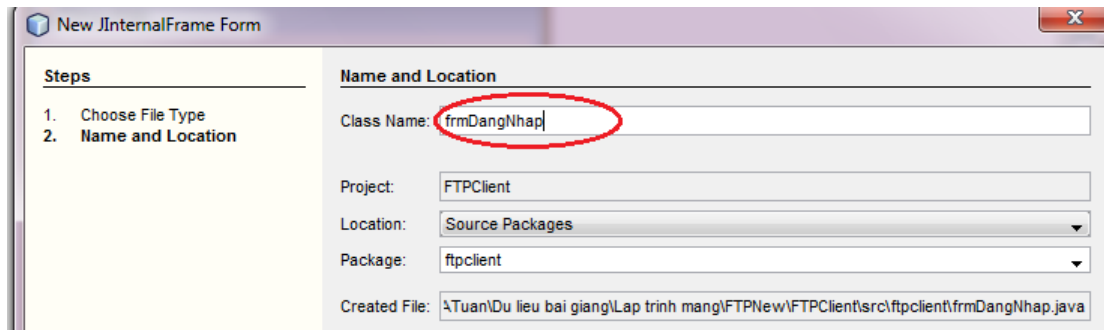 New JInternalFrame Form
Steps
1. Choose File Type
2. Name and Location
Name and Location
Class Name: frmDangNhap
Project: FTPClient
Location: Source Packages
Package: ftpclient
Created File: \Tuan\Du lieu bai giang\Lap trinh mang\FTPNew\FTPClient\src\ftpclient\frmDangNhap.java